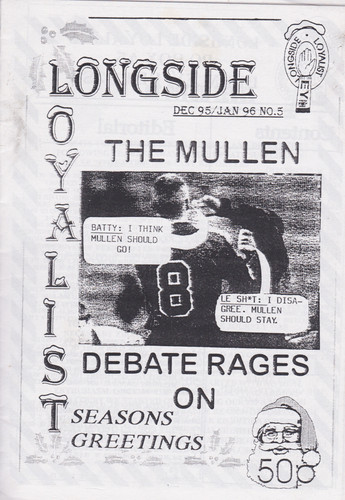 LONGSIDE
LOYALIST
LONGSIDE LOYALIST
DEC 95/JAN 96 NO.5
THE MULLEN
BATTY: I THINK
MULLEN SHOULD
GO!
8
LE SH*T: I DISA-
GREE. MULLEN
SHOULD STAY.
DEBATE RAGES
ON
SEASONS
GREETINGS
50p